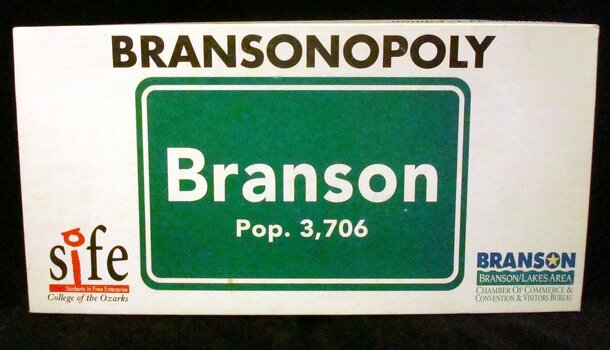 BRANSONOPOLY
Branson
Pop. 3,706
sife
Students in Free Enterprise
College of the Ozarks
BRANSON
BRANSON/LAKES AREA
CHAMBER OF COMMERCE &
CONVENTION & VISITORS BUREAU